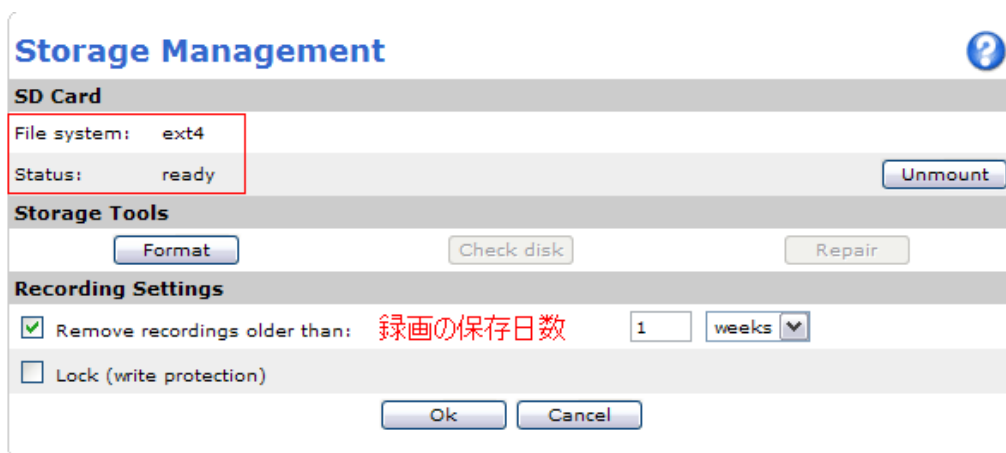 Storage Management
SD Card
File system: ext4
Status: ready Unmount
Storage Tools
Format Check disk Repair
Recording Settings
Remove recordings older than: 録画の保存日数 1 weeks
Lock (write protection)
Ok Cancel